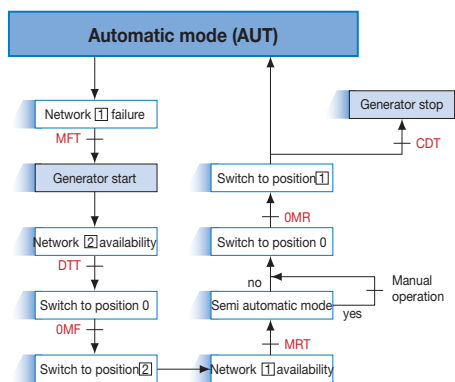 Automatic mode (AUT)
Network 1 failure
MFT
Generator start
Network 2 availability
DTT
Switch to position 0
0MF
Switch to position 2
Network 1 availability
MRT
Semi automatic mode
yes
Manual
operation
no
Switch to position 0
0MR
Switch to position 1
CDT
Generator stop